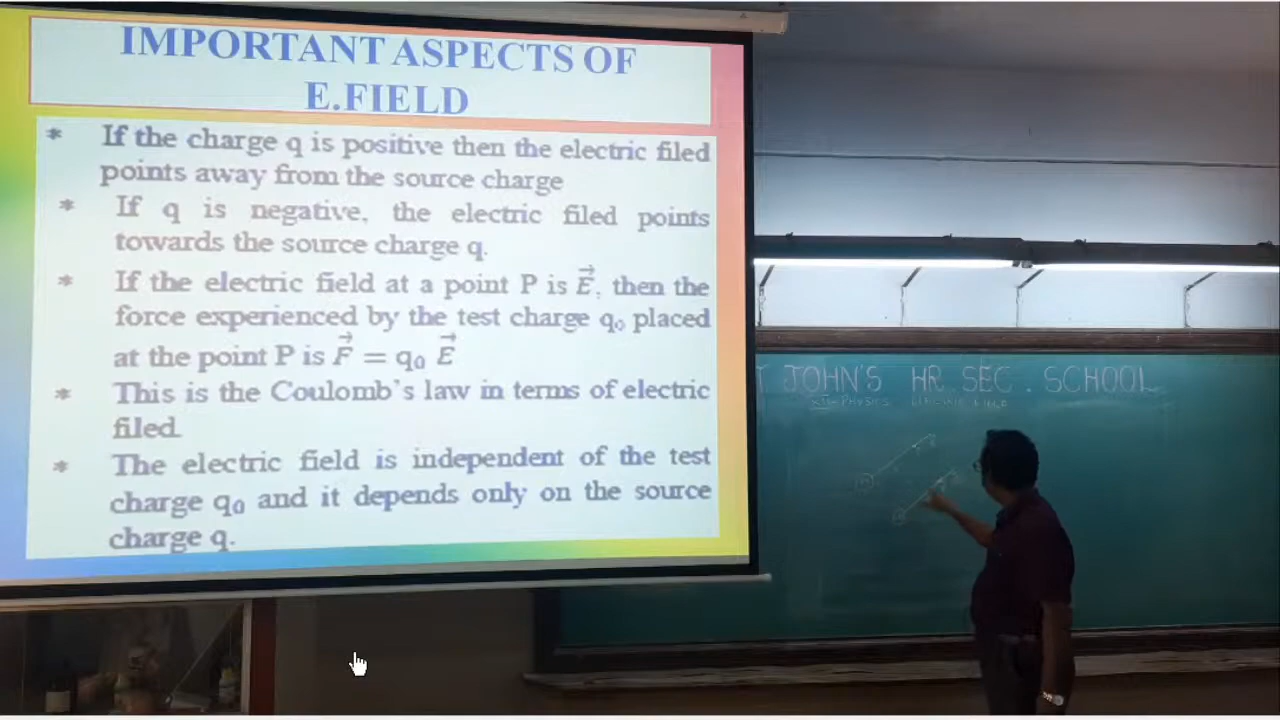 IMPORTANT ASPECTS OF
E.FIELD
* If the charge q is positive then the electric filed
points away from the source charge
* If q is negative, the electric filed points
towards the source charge q.
* If the electric field at a point P is E⃗, then the
force experienced by the test charge q₀ placed
at the point P is F⃗ = q₀ E⃗
* This is the Coulomb's law in terms of electric
filed.
* The electric field is independent of the test
charge q₀ and it depends only on the source
charge q.
T JOHN'S HR SEC. SCHOOL
XII-PHYSICS ELECTRIC FIELD